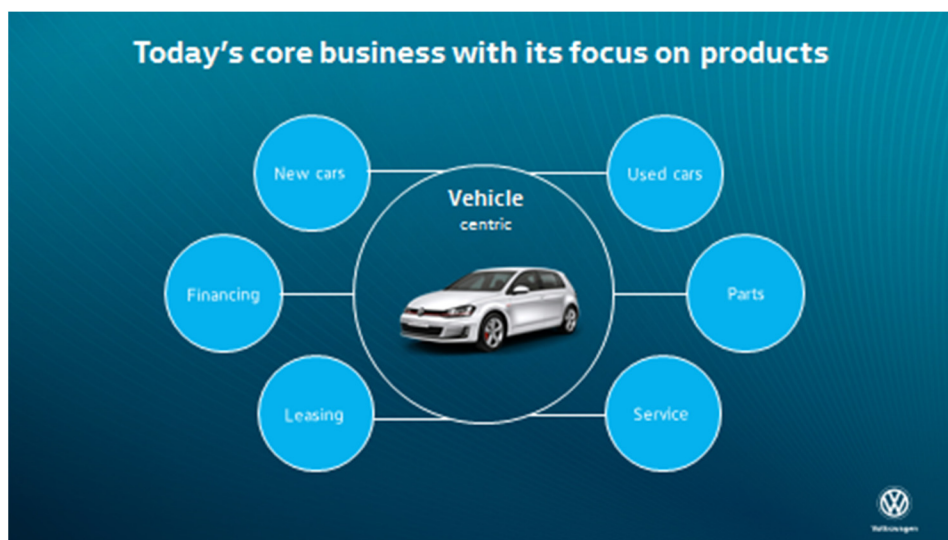 Today's core business with its focus on products
New cars
Used cars
Vehicle
centric
Financing
Parts
Leasing
Service
Volkswagen